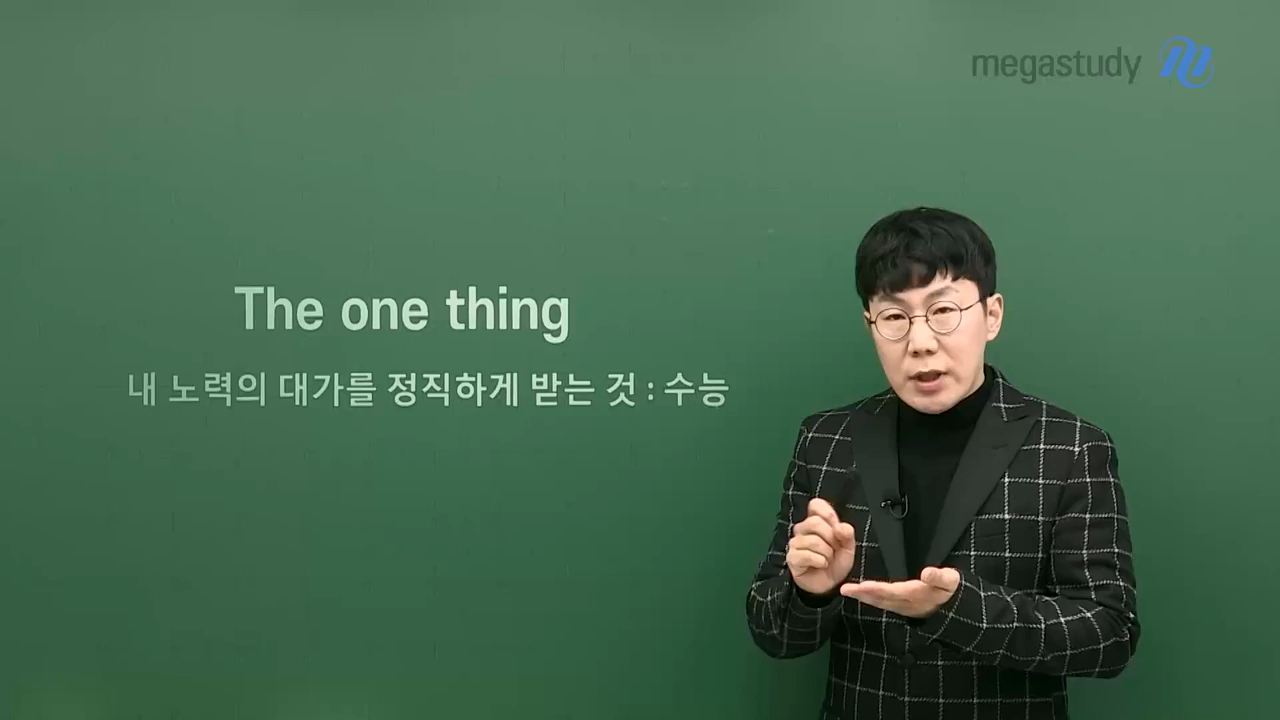 megastudy
The one thing
내 노력의 대가를 정직하게 받는 것 : 수능